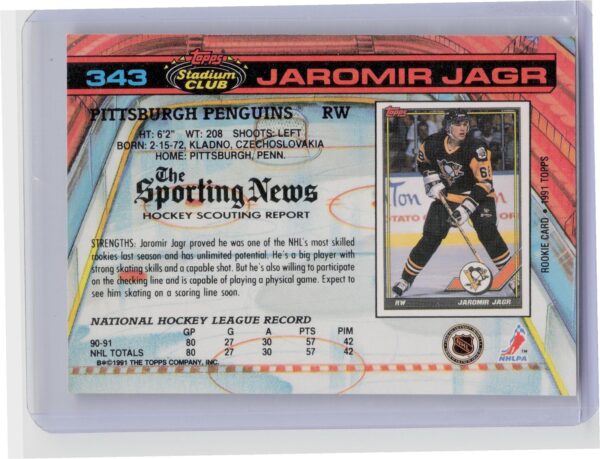 343
Topps
Stadium
CLUB
JAROMIR JAGR
PITTSBURGH PENGUINS RW
HT: 6'2" WT: 208 SHOOTS: LEFT
BORN: 2-15-72, KLADNO, CZECHOSLOVAKIA
HOME: PITTSBURGH, PENN.
The
Sporting News
HOCKEY SCOUTING REPORT
STRENGTHS: Jaromir Jagr proved he was one of the NHL's most skilled
rookies last season and has unlimited potential. He's a big player with
strong skating skills and a capable shot. But he's also willing to participate
on the checking line and is capable of playing a physical game. Expect to
see him skating on a scoring line soon.
NATIONAL HOCKEY LEAGUE RECORD
GP G A PTS PIM
90-91 80 27 30 57 42
NHL TOTALS 80 27 30 57 42
B*©1991 THE TOPPS COMPANY, INC.
Topps
Ton
OTATO
RW JAROMIR JAGR
ROOKIE CARD • 1991 TOPPS
NHL
NHLPA
TM